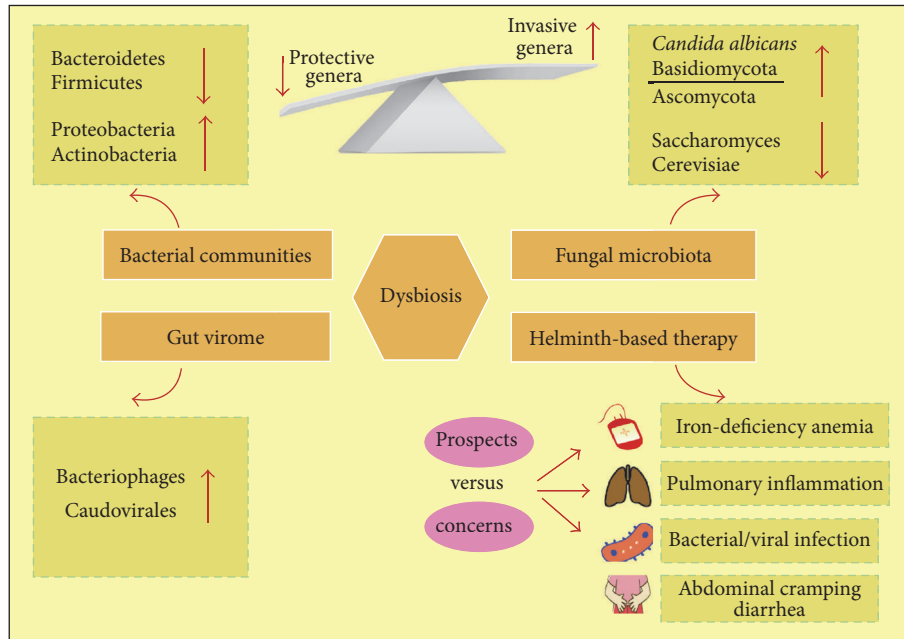 Bacteroidetes
Firmicutes
Proteobacteria
Actinobacteria
Protective
genera
Invasive
genera
Candida albicans
Basidiomycota
Ascomycota
Saccharomyces
Cerevisiae
Bacterial communities
Dysbiosis
Fungal microbiota
Gut virome
Helminth-based therapy
Bacteriophages
Caudovirales
Prospects
versus
concerns
Iron-deficiency anemia
Pulmonary inflammation
Bacterial/viral infection
Abdominal cramping
diarrhea